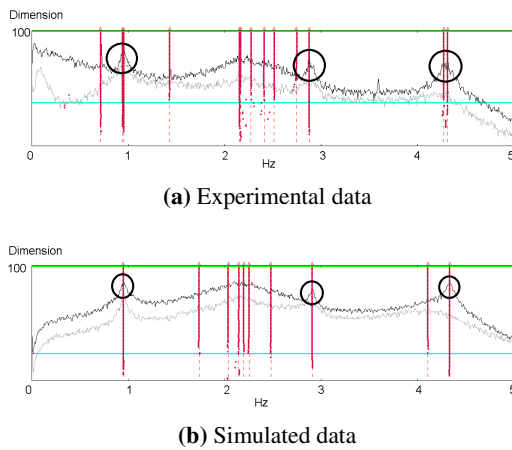 Dimension
100
0 1 2 3 4 5
Hz
(a) Experimental data
Dimension
100
0 1 2 3 4 5
Hz
(b) Simulated data